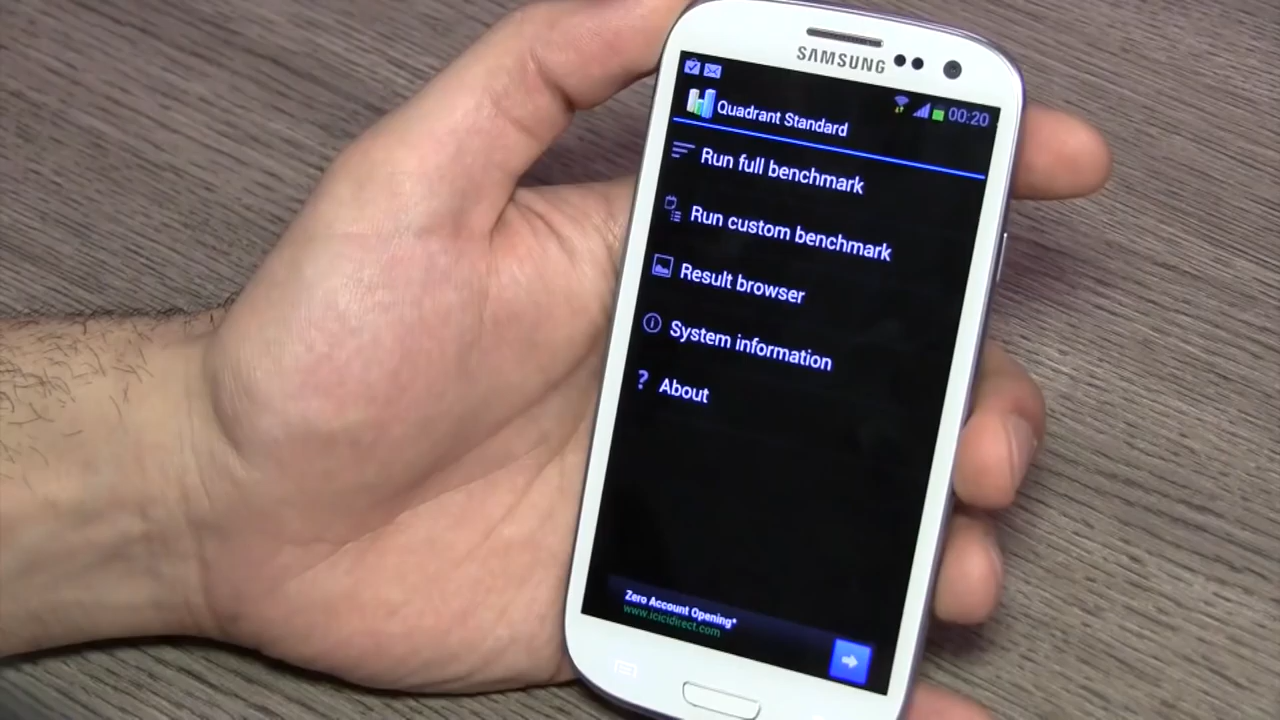 SAMSUNG
00:20
Quadrant Standard
Run full benchmark
Run custom benchmark
Result browser
System information
? About
Zero Account Opening*
www.icicidirect.com